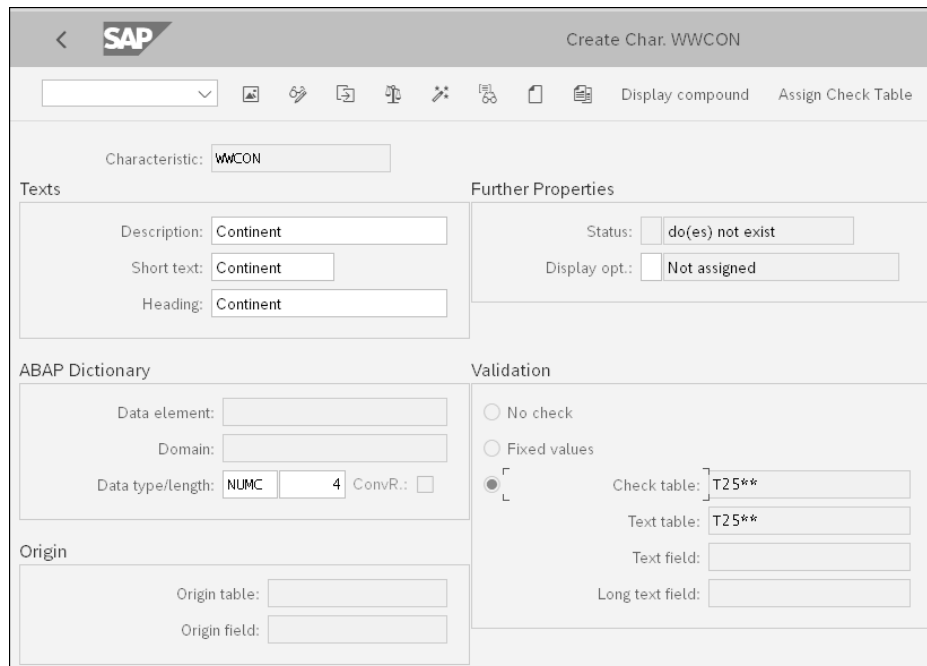 SAP Create Char. WWCON
Display compound Assign Check Table
Characteristic: WWCON
Texts
Description: Continent
Short text: Continent
Heading: Continent
Further Properties
Status: do(es) not exist
Display opt.: Not assigned
ABAP Dictionary
Data element:
Domain:
Data type/length: NUMC 4 ConvR.:
Validation
No check
Fixed values
Check table: T25**
Text table: T25**
Text field:
Long text field:
Origin
Origin table:
Origin field: